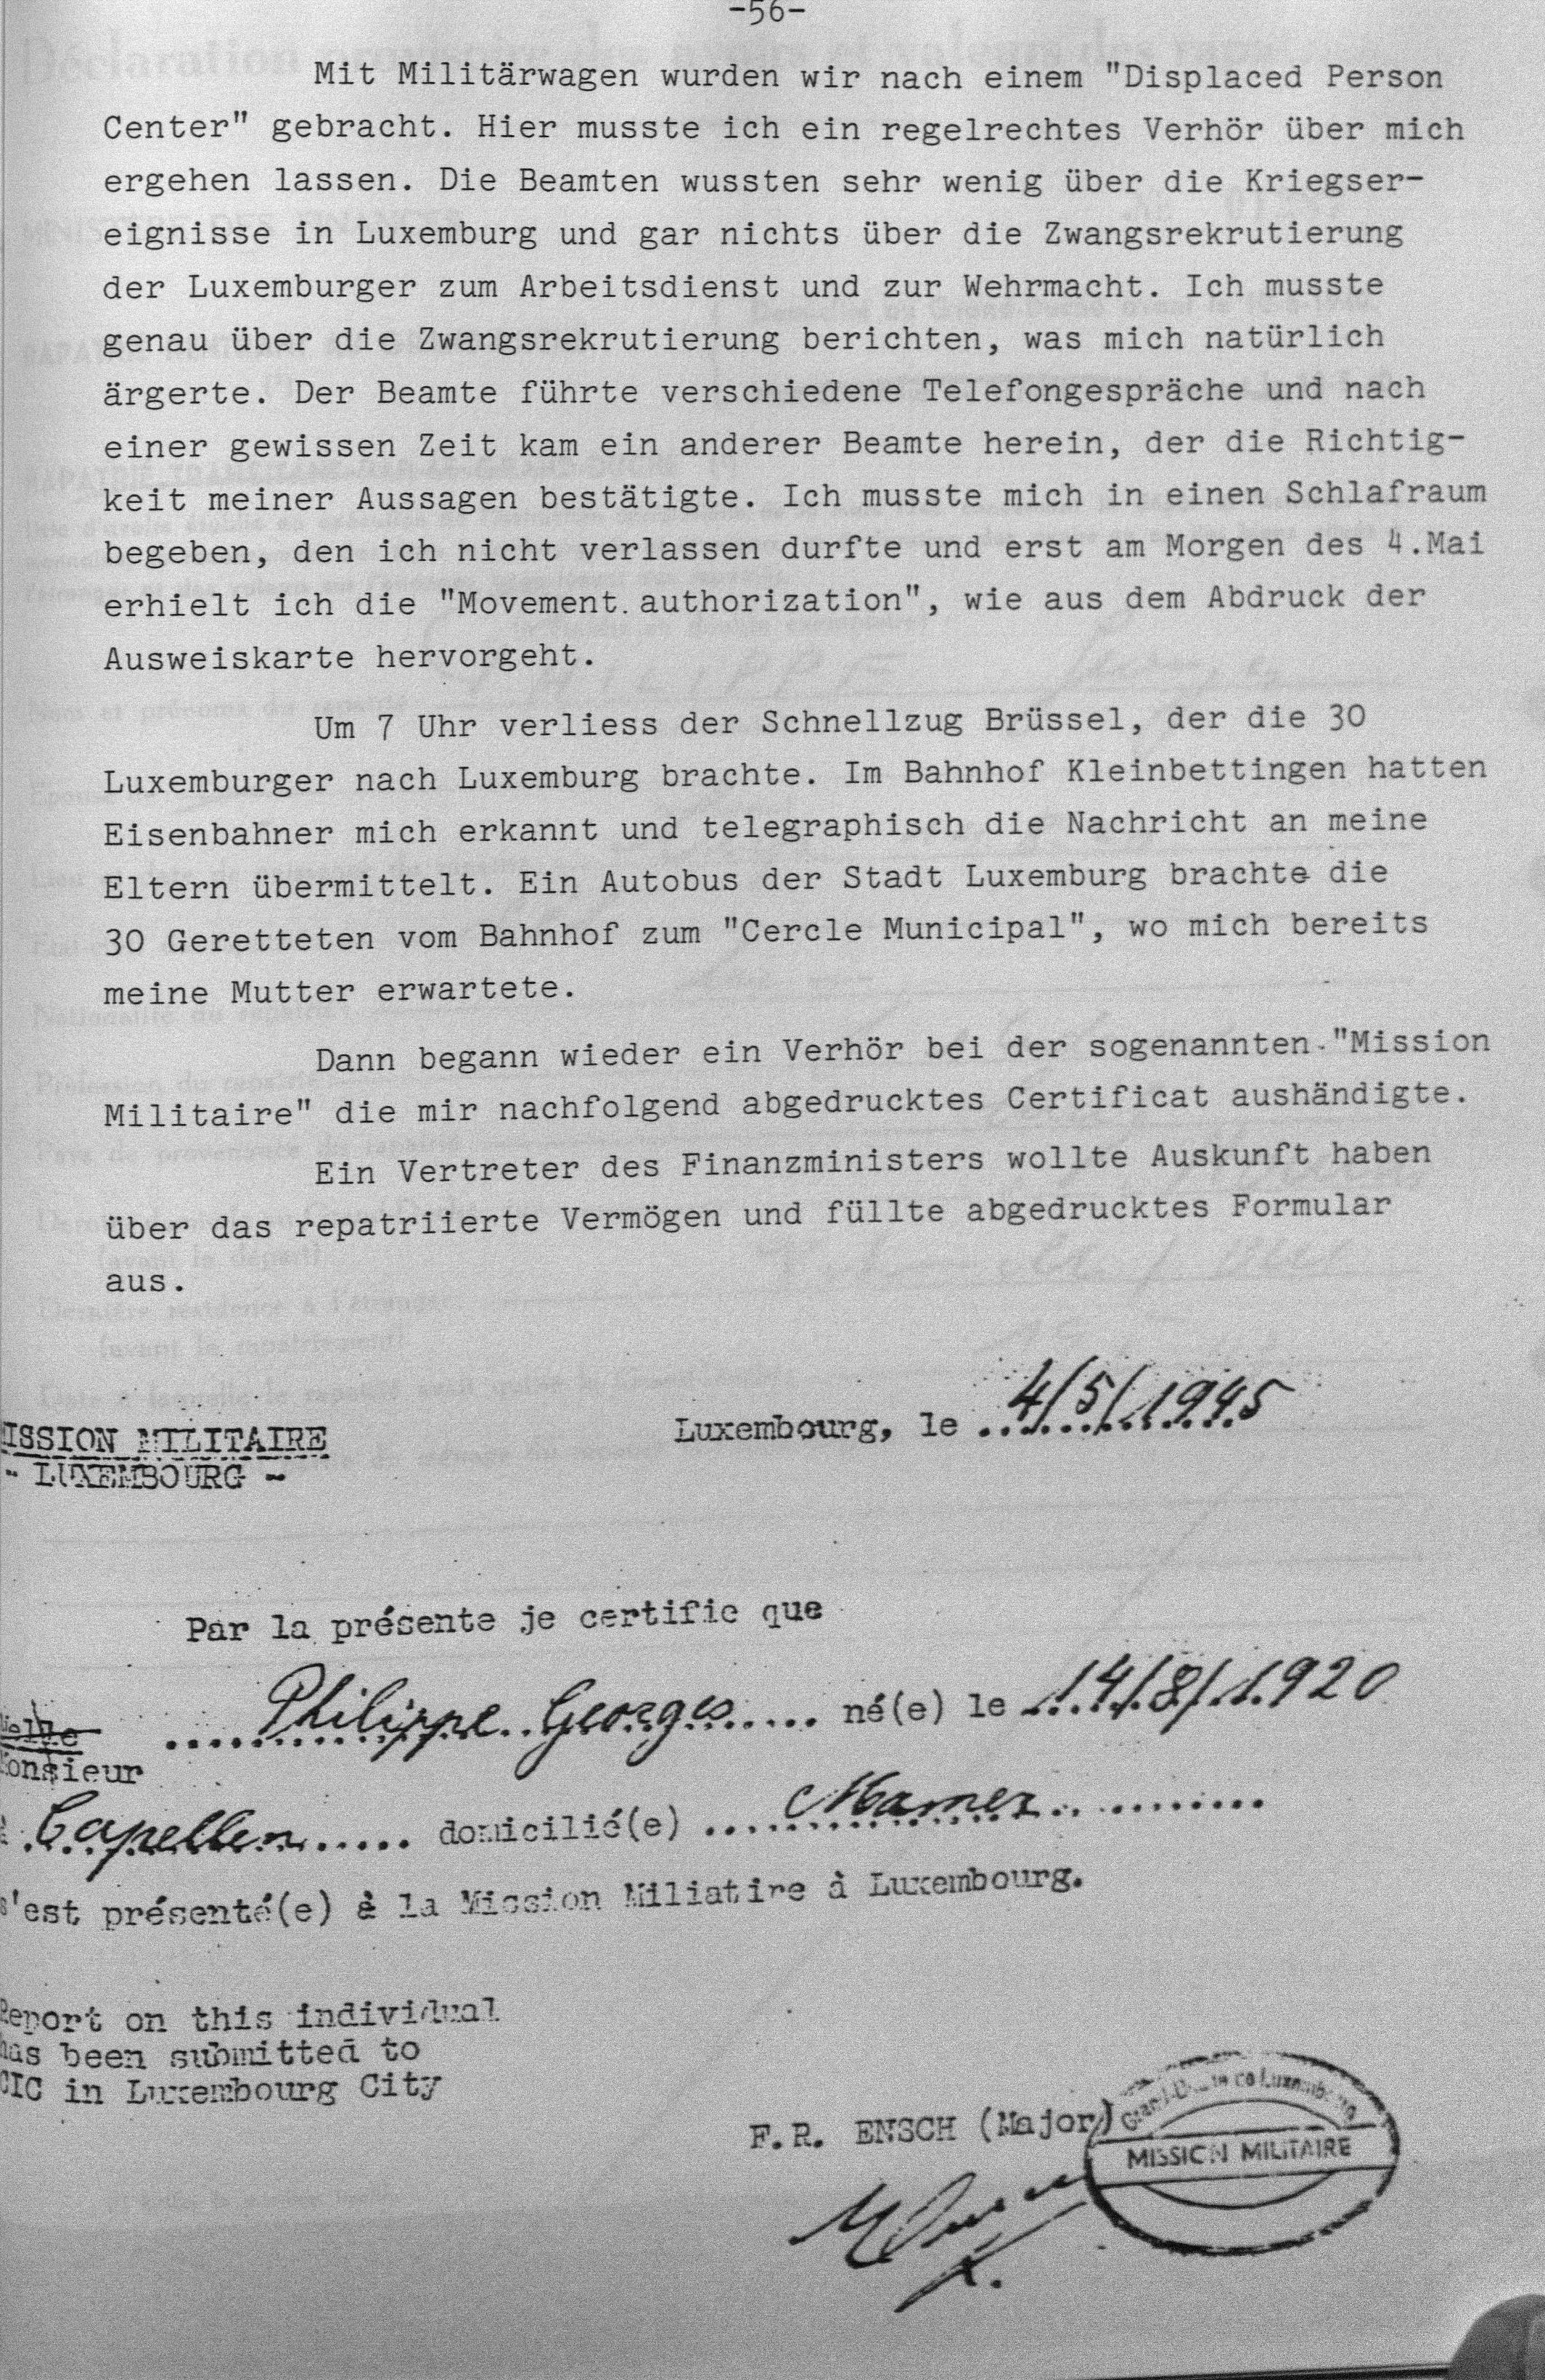 -56-
Mit Militärwagen wurden wir nach einem "Displaced Person
Center" gebracht. Hier musste ich ein regelrechtes Verhör über mich
ergehen lassen. Die Beamten wussten sehr wenig über die Kriegser-
eignisse in Luxemburg und gar nichts über die Zwangsrekrutierung
der Luxemburger zum Arbeitsdienst und zur Wehrmacht. Ich musste
genau über die Zwangsrekrutierung berichten, was mich natürlich
ärgerte. Der Beamte führte verschiedene Telefongespräche und nach
einer gewissen Zeit kam ein anderer Beamte herein, der die Richtig-
keit meiner Aussagen bestätigte. Ich musste mich in einen Schlafraum
begeben, den ich nicht verlassen durfte und erst am Morgen des 4.Mai
erhielt ich die "Movement authorization", wie aus dem Abdruck der
Ausweiskarte hervorgeht.
Um 7 Uhr verliess der Schnellzug Brüssel, der die 30
Luxemburger nach Luxemburg brachte. Im Bahnhof Kleinbettingen hatten
Eisenbahner mich erkannt und telegraphisch die Nachricht an meine
Eltern übermittelt. Ein Autobus der Stadt Luxemburg brachte die
30 Geretteten vom Bahnhof zum "Cercle Municipal", wo mich bereits
meine Mutter erwartete.
Dann begann wieder ein Verhör bei der sogenannten "Mission
Militaire" die mir nachfolgend abgedrucktes Certificat aushändigte.
Ein Vertreter des Finanzministers wollte Auskunft haben
über das repatriierte Vermögen und füllte abgedrucktes Formular
aus.
Luxembourg, le 4/5/1945
ISSION MILITAIRE
- LUXEMBOURG -
Par la présente je certifie que
Philippe Georges né(e) le 14/8/1920
onsieur
à Capellen domicilié(e) Mamer
s'est présenté(e) à la Mission Miliatire à Luxembourg.
Report on this individual
has been submitted to
CIC in Luxembourg City
F.R. ENSCH (Major)
Grand-Duché de Luxembourg
MISSION MILITAIRE